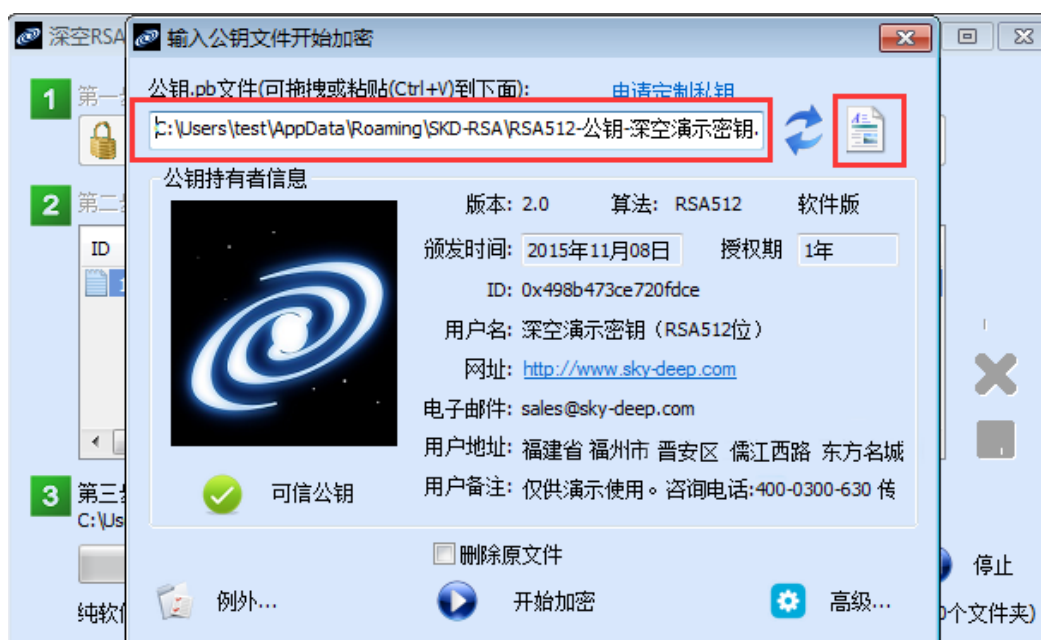 深空RSA
输入公钥文件开始加密
1 第一
公钥.pb文件(可拖拽或粘贴(Ctrl+V)到下面): 申请定制私钥
C:\Users\test\AppData\Roaming\SKD-RSA\RSA512-公钥-深空演示密钥.
公钥持有者信息
2 第二
版本: 2.0 算法: RSA512 软件版
ID
颁发时间: 2015年11月08日 授权期 1年
1
ID: 0x498b473ce720fdce
用户名: 深空演示密钥（RSA512位）
网址: http://www.sky-deep.com
电子邮件: sales@sky-deep.com
用户地址: 福建省 福州市 晋安区 儒江西路 东方名城
3 第三
可信公钥
用户备注: 仅供演示使用。咨询电话:400-0300-630 传
C:\Us
删除原文件
停止
例外...
开始加密
高级...
纯软
0个文件夹)